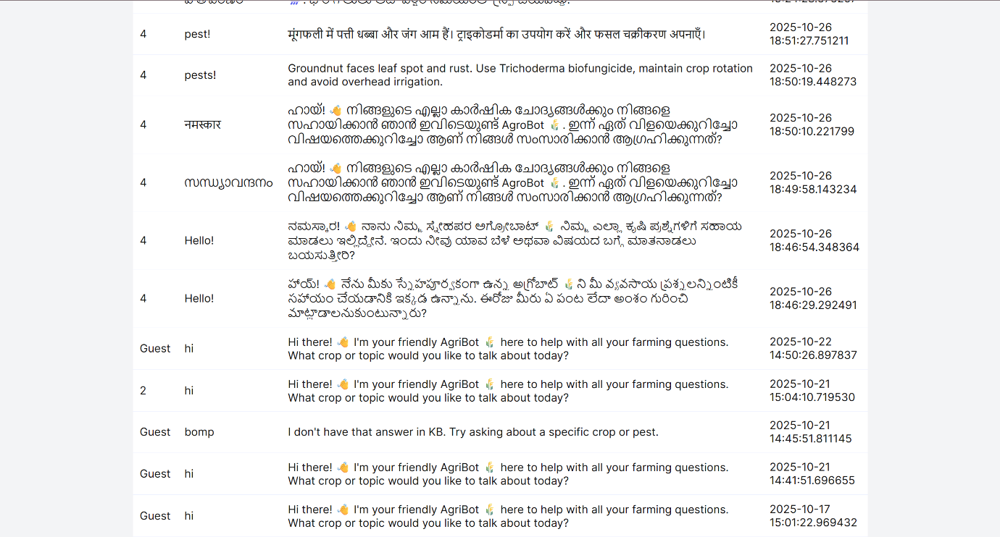 4 pest! मूंगफली में पत्ती धब्बा और जंग आम हैं। ट्राइकोडर्मा का उपयोग करें और फसल चक्रीकरण अपनाएँ। 2025-10-26
18:51:27.751211
4 pests! Groundnut faces leaf spot and rust. Use Trichoderma biofungicide, maintain crop rotation
and avoid overhead irrigation. 2025-10-26
18:50:19.448273
4 नमस्कार ഹായ്! 👋 നിങ്ങളുടെ എല്ലാ കാർഷിക ചോദ്യങ്ങൾക്കും നിങ്ങളെ
സഹായിക്കാൻ ഞാൻ ഇവിടെയുണ്ട് AgroBot 🌾. ഇന്ന് ഏത് വിളയെക്കുറിച്ചോ
വിഷയത്തെക്കുറിച്ചോ ആണ് നിങ്ങൾ സംസാരിക്കാൻ ആഗ്രഹിക്കുന്നത്? 2025-10-26
18:50:10.221799
4 സന്ധ്യാവന്ദനം ഹായ്! 👋 നിങ്ങളുടെ എല്ലാ കാർഷിക ചോദ്യങ്ങൾക്കും നിങ്ങളെ
സഹായിക്കാൻ ഞാൻ ഇവിടെയുണ്ട് AgroBot 🌾. ഇന്ന് ഏത് വിളയെക്കുറിച്ചോ
വിഷയത്തെക്കുറിച്ചോ ആണ് നിങ്ങൾ സംസാരിക്കാൻ ആഗ്രഹിക്കുന്നത്? 2025-10-26
18:49:58.143234
4 Hello! ನಮಸ್ಕಾರ! 👋 ನಾನು ನಿಮ್ಮ ಸ್ನೇಹಪರ ಅಗ್ರೋಬಾಟ್ 🌾 ನಿಮ್ಮ ಎಲ್ಲಾ ಕೃಷಿ ಪ್ರಶ್ನೆಗಳಿಗೆ ಸಹಾಯ
ಮಾಡಲು ಇಲ್ಲಿದ್ದೇನೆ. ಇಂದು ನೀವು ಯಾವ ಬೆಳೆ ಅಥವಾ ವಿಷಯದ ಬಗ್ಗೆ ಮಾತನಾಡಲು
ಬಯಸುತ್ತೀರಿ? 2025-10-26
18:46:54.348364
4 Hello! హాయ్! 👋 నేను మీకు స్నేహపూర్వకంగా ఉన్న అగ్రోబాట్ 🌾ని మీ వ్యవసాయ ప్రశ్నలన్నింటికీ
సహాయం చేయడానికి ఇక్కడ ఉన్నాను. ఈరోజు మీరు ఏ పంట లేదా అంశం గురించి
మాట్లాడాలనుకుంటున్నారు? 2025-10-26
18:46:29.292491
Guest hi Hi there! 👋 I'm your friendly AgriBot 🌾 here to help with all your farming questions.
What crop or topic would you like to talk about today? 2025-10-22
14:50:26.897837
2 hi Hi there! 👋 I'm your friendly AgriBot 🌾 here to help with all your farming questions.
What crop or topic would you like to talk about today? 2025-10-21
15:04:10.719530
Guest bomp I don't have that answer in KB. Try asking about a specific crop or pest. 2025-10-21
14:45:51.811145
Guest hi Hi there! 👋 I'm your friendly AgriBot 🌾 here to help with all your farming questions.
What crop or topic would you like to talk about today? 2025-10-21
14:41:51.696655
Guest hi Hi there! 👋 I'm your friendly AgriBot 🌾 here to help with all your farming questions.
What crop or topic would you like to talk about today? 2025-10-17
15:01:22.969432